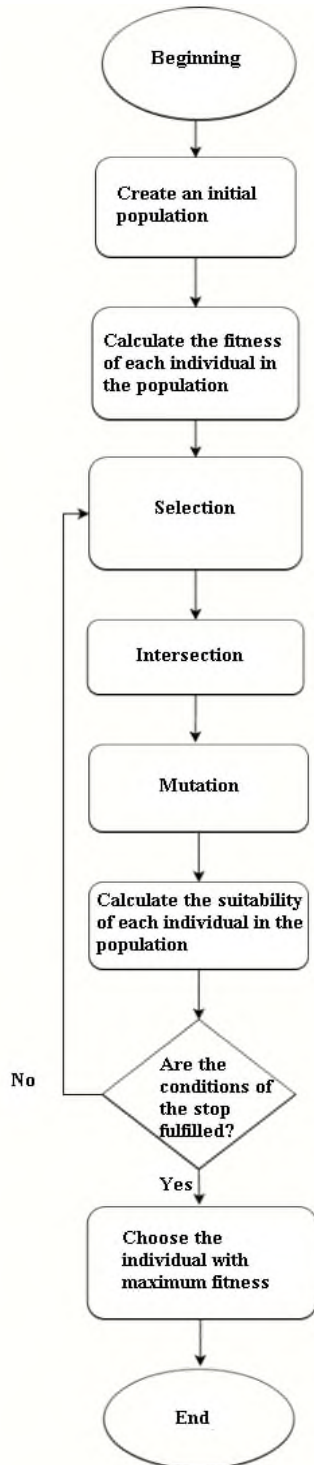 Beginning
Create an initial
population
Calculate the fitness
of each individual in
the population
Selection
Intersection
Mutation
Calculate the suitability
of each individual in the
population
Are the
conditions of
the stop
fulfilled?
No
Yes
Choose the
individual with
maximum fitness
End